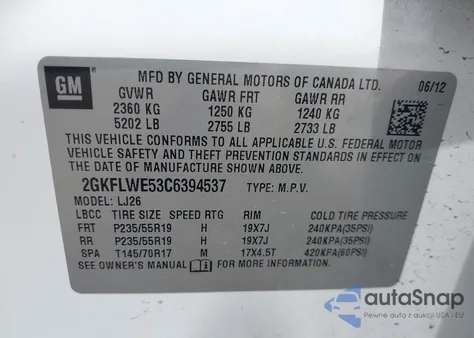 GM
MFD BY GENERAL MOTORS OF CANADA LTD.
06/12
GVWR GAWR FRT GAWR RR
2360 KG 1250 KG 1240 KG
5202 LB 2755 LB 2733 LB
THIS VEHICLE CONFORMS TO ALL APPLICABLE U.S. FEDERAL MOTOR
VEHICLE SAFETY AND THEFT PREVENTION STANDARDS IN EFFECT ON
THE DATE OF MANUFACTURE SHOWN ABOVE.
2GKFLWE53C6394537 TYPE: M.P.V.
MODEL: LJ26
LBCC TIRE SIZE SPEED RTG RIM COLD TIRE PRESSURE
FRT P235/55R19 H 19X7J 240KPA(35PSI)
RR P235/55R19 H 19X7J 240KPA(35PSI)
SPA T145/70R17 M 17X4.5T 420KPA(60PSI)
SEE OWNER'S MANUAL FOR MORE INFORMATION.
autoSnap
Pewne auta z USA i EU